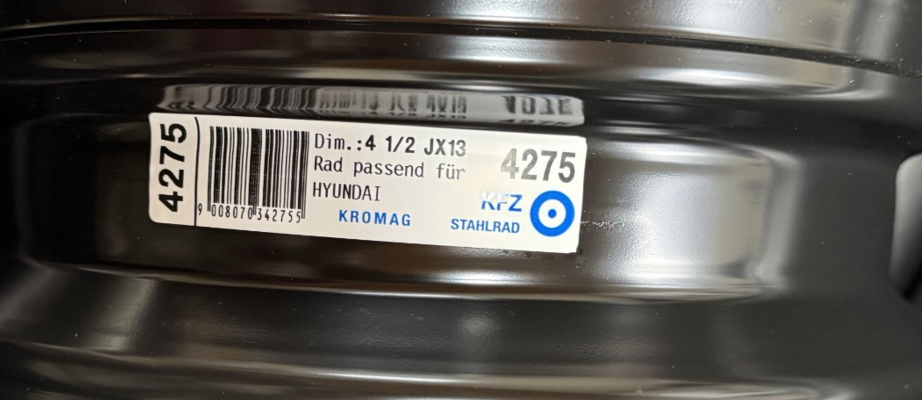 4275
9 008070 342755
Dim.:4 1/2 JX13
Rad passend für
HYUNDAI
KROMAG
4275
KFZ
STAHLRAD